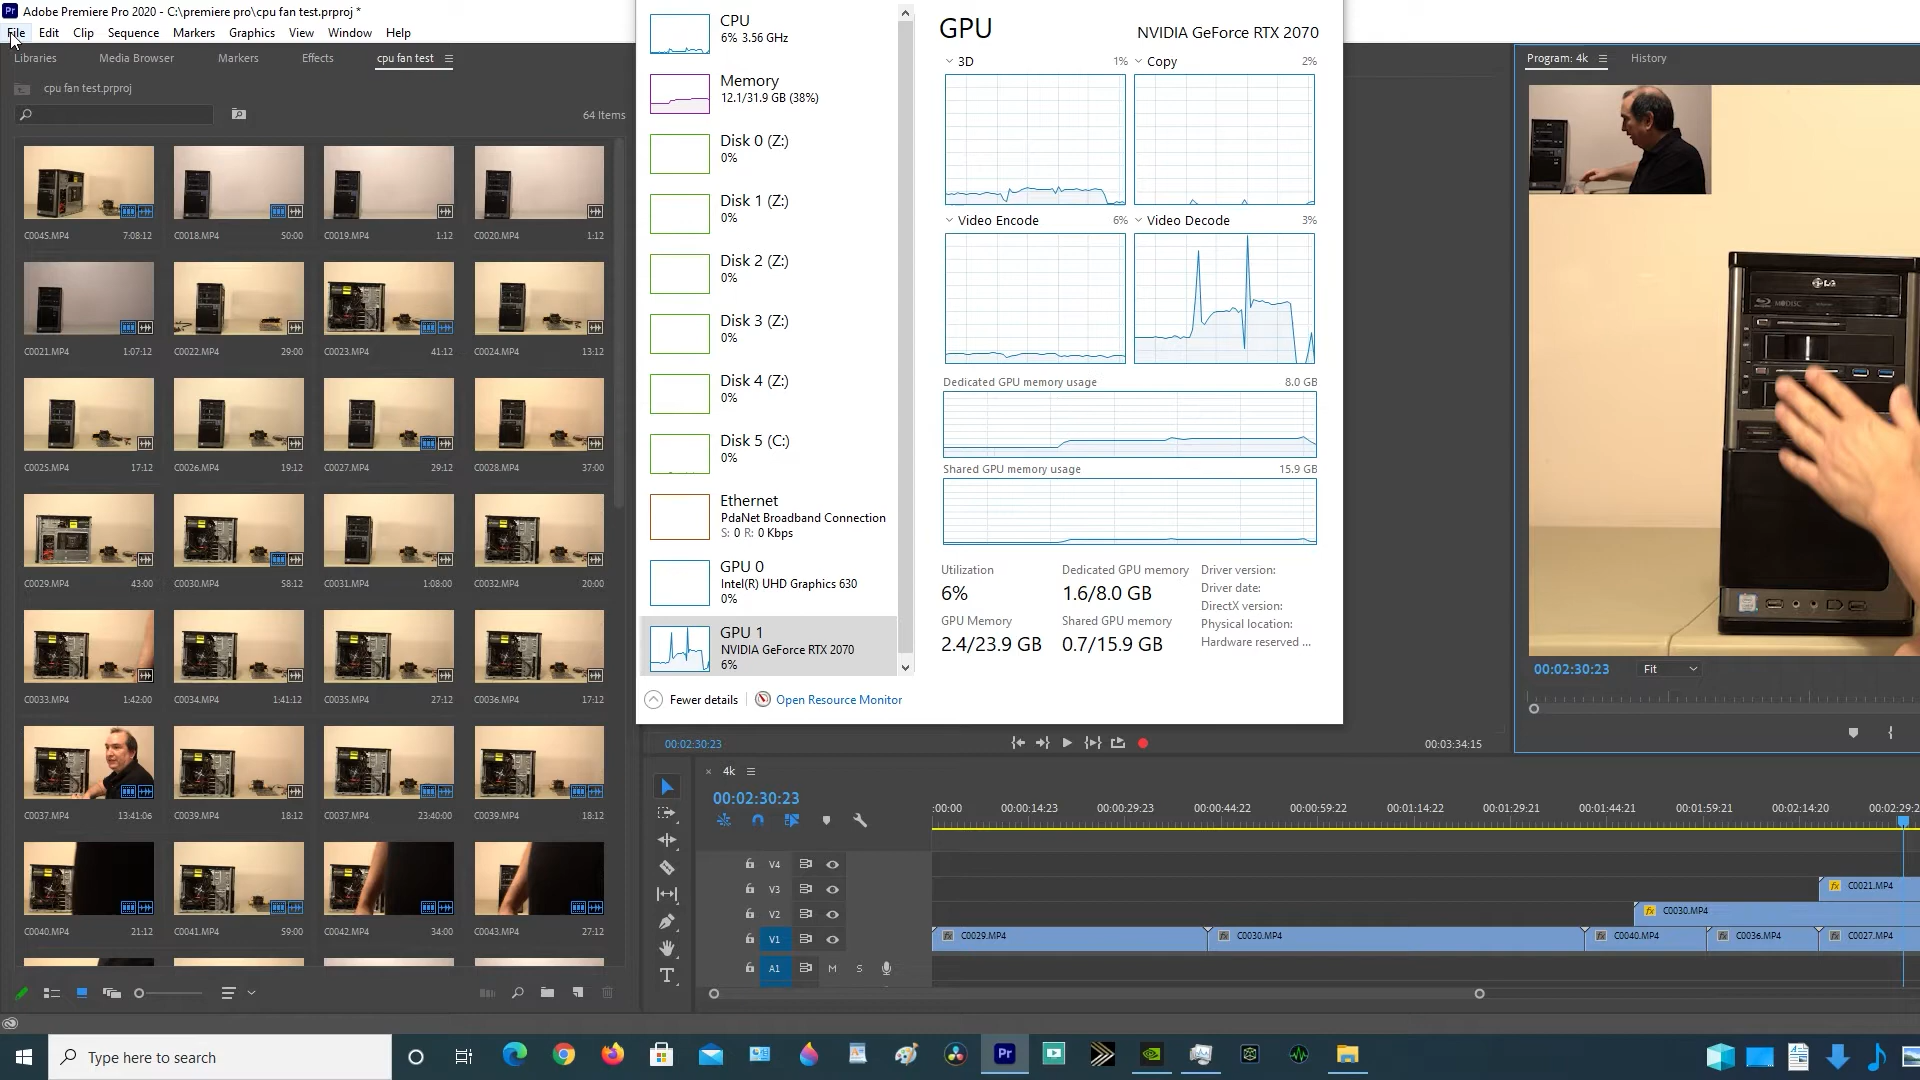 Adobe Premiere Pro 2020 - C:\premiere pro\cpu fan test.prproj *
File Edit Clip Sequence Markers Graphics View Window Help
Libraries Media Browser Markers Effects cpu fan test
cpu fan test.prproj
64 Items
C0045.MP4 7:08:12 C0018.MP4 50:00 C0019.MP4 1:12 C0020.MP4 1:12
C0021.MP4 1:07:12 C0022.MP4 29:00 C0023.MP4 41:12 C0024.MP4 13:12
C0025.MP4 17:12 C0026.MP4 19:12 C0027.MP4 29:12 C0028.MP4 37:00
C0029.MP4 43:00 C0030.MP4 58:12 C0031.MP4 1:08:00 C0032.MP4 20:00
C0033.MP4 1:42:00 C0034.MP4 1:41:12 C0035.MP4 27:12 C0036.MP4 17:12
C0037.MP4 13:41:06 C0039.MP4 18:12 C0037.MP4 23:40:00 C0039.MP4 18:12
C0040.MP4 21:12 C0041.MP4 59:00 C0042.MP4 34:00 C0043.MP4 27:12
CPU
6% 3.56 GHz
Memory
12.1/31.9 GB (38%)
Disk 0 (Z:)
0%
Disk 1 (Z:)
0%
Disk 2 (Z:)
0%
Disk 3 (Z:)
0%
Disk 4 (Z:)
0%
Disk 5 (C:)
0%
Ethernet
PdaNet Broadband Connection
S: 0 R: 0 Kbps
GPU 0
Intel(R) UHD Graphics 630
0%
GPU 1
NVIDIA GeForce RTX 2070
6%
Fewer details Open Resource Monitor
GPU NVIDIA GeForce RTX 2070
3D 1% Copy 2%
Video Encode 6% Video Decode 3%
Dedicated GPU memory usage 8.0 GB
Shared GPU memory usage 15.9 GB
Utilization
6%
GPU Memory
2.4/23.9 GB
Dedicated GPU memory
1.6/8.0 GB
Shared GPU memory
0.7/15.9 GB
Driver version:
Driver date:
DirectX version:
Physical location:
Hardware reserved ...
Program: 4k History
LG
00:02:30:23 Fit
00:02:30:23 00:03:34:15
4k
00:02:30:23
:00:00 00:00:14:23 00:00:29:23 00:00:44:22 00:00:59:22 00:01:14:22 00:01:29:21 00:01:44:21 00:01:59:21 00:02:14:20 00:02:29:2
V4
V3 fx C0021.MP4
V2 fx C0030.MP4
V1 fx C0029.MP4 fx C0030.MP4 fx C0040.MP4 fx C0036.MP4 fx C0027.MP4
A1 M S
Type here to search
Pr